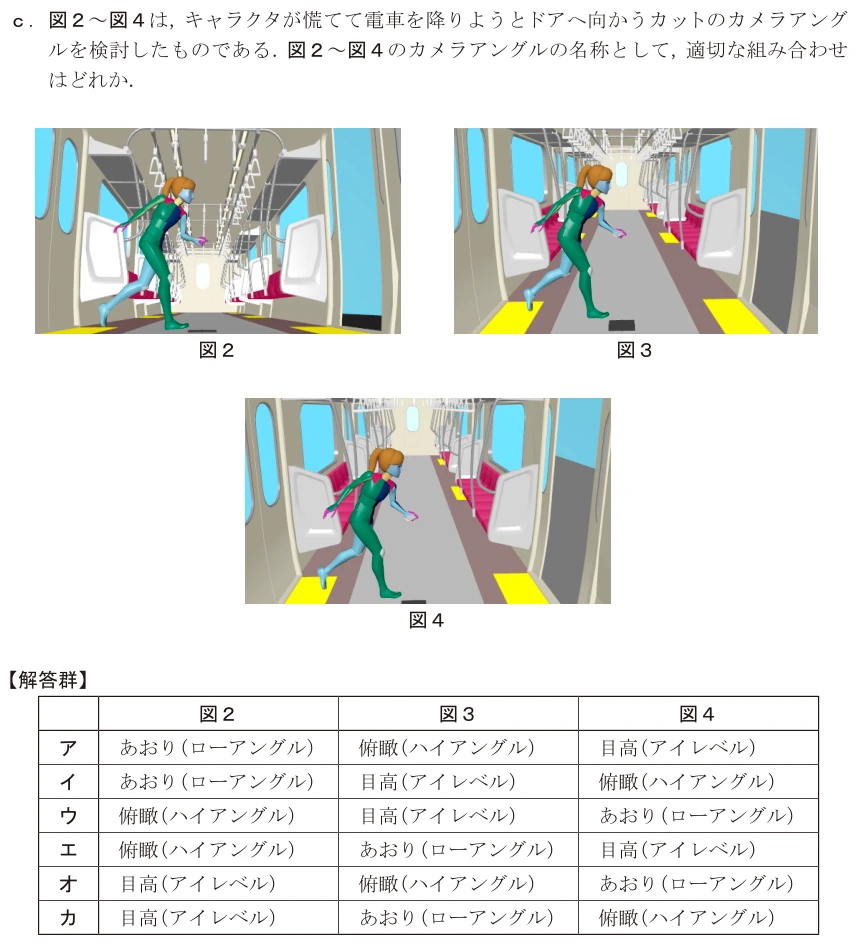 c．図２～図４は，キャラクタが慌てて電車を降りようとドアへ向かうカットのカメラアング
ルを検討したものである．図２～図４のカメラアングルの名称として，適切な組み合わせ
はどれか．
図２
図３
図４
【解答群】
図２ 図３ 図４
ア あおり（ローアングル） 俯瞰（ハイアングル） 目高（アイレベル）
イ あおり（ローアングル） 目高（アイレベル） 俯瞰（ハイアングル）
ウ 俯瞰（ハイアングル） 目高（アイレベル） あおり（ローアングル）
エ 俯瞰（ハイアングル） あおり（ローアングル） 目高（アイレベル）
オ 目高（アイレベル） 俯瞰（ハイアングル） あおり（ローアングル）
カ 目高（アイレベル） あおり（ローアングル） 俯瞰（ハイアングル）